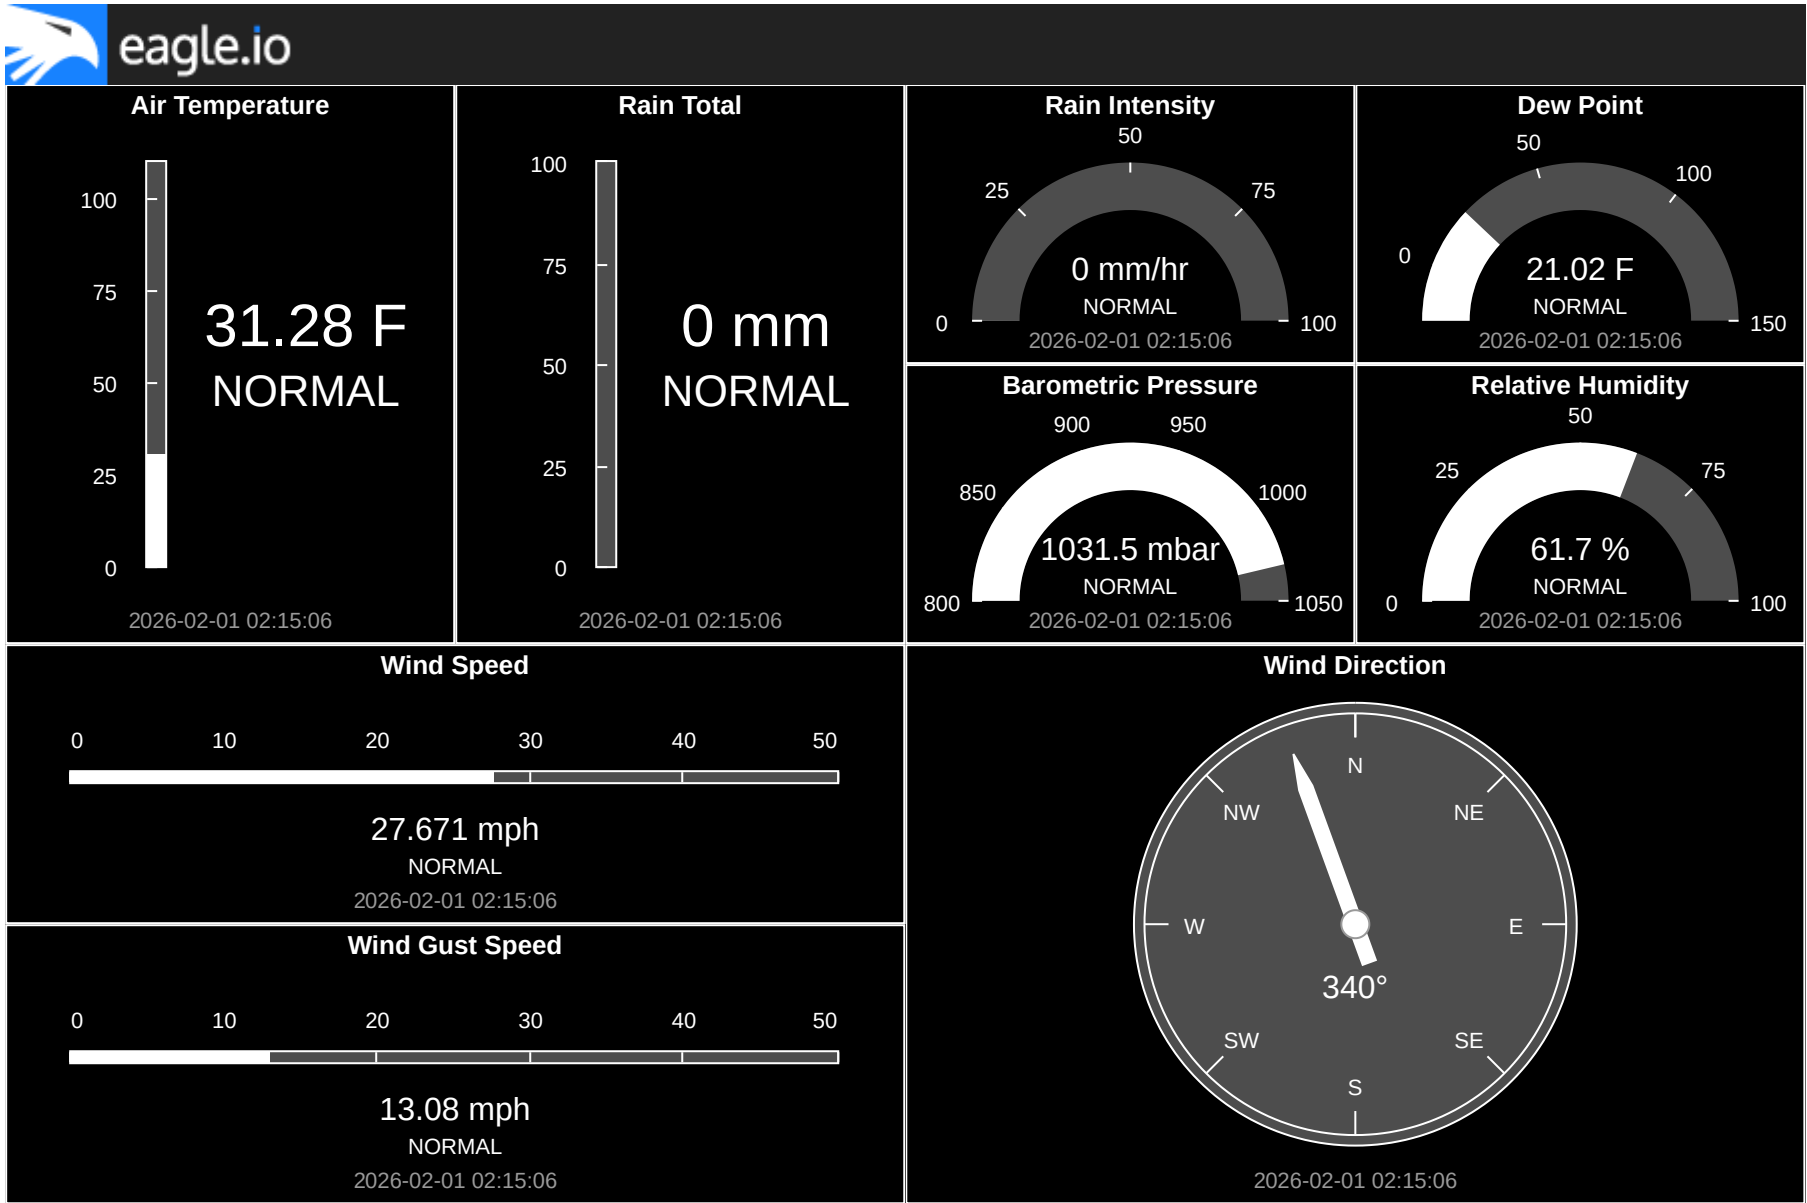 eagle.io
Air Temperature
100
75
50
25
0
31.28 F
NORMAL
2026-02-01 02:15:06
Rain Total
100
75
50
25
0
0 mm
NORMAL
2026-02-01 02:15:06
Rain Intensity
0
25
50
75
100
0 mm/hr
NORMAL
2026-02-01 02:15:06
Dew Point
0
50
100
150
21.02 F
NORMAL
2026-02-01 02:15:06
Barometric Pressure
800
850
900
950
1000
1050
1031.5 mbar
NORMAL
2026-02-01 02:15:06
Relative Humidity
0
25
50
75
100
61.7 %
NORMAL
2026-02-01 02:15:06
Wind Speed
0 10 20 30 40 50
27.671 mph
NORMAL
2026-02-01 02:15:06
Wind Gust Speed
0 10 20 30 40 50
13.08 mph
NORMAL
2026-02-01 02:15:06
Wind Direction
N
NW NE
W E
340°
SW SE
S
2026-02-01 02:15:06